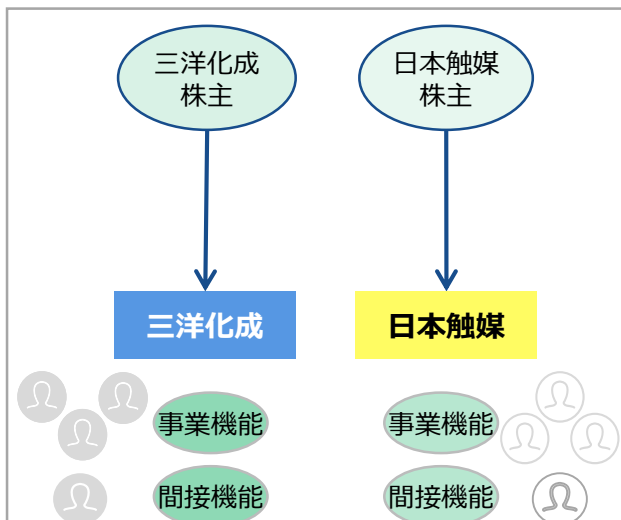 三洋化成
株主
日本触媒
株主
三洋化成
日本触媒
事業機能
事業機能
間接機能
間接機能